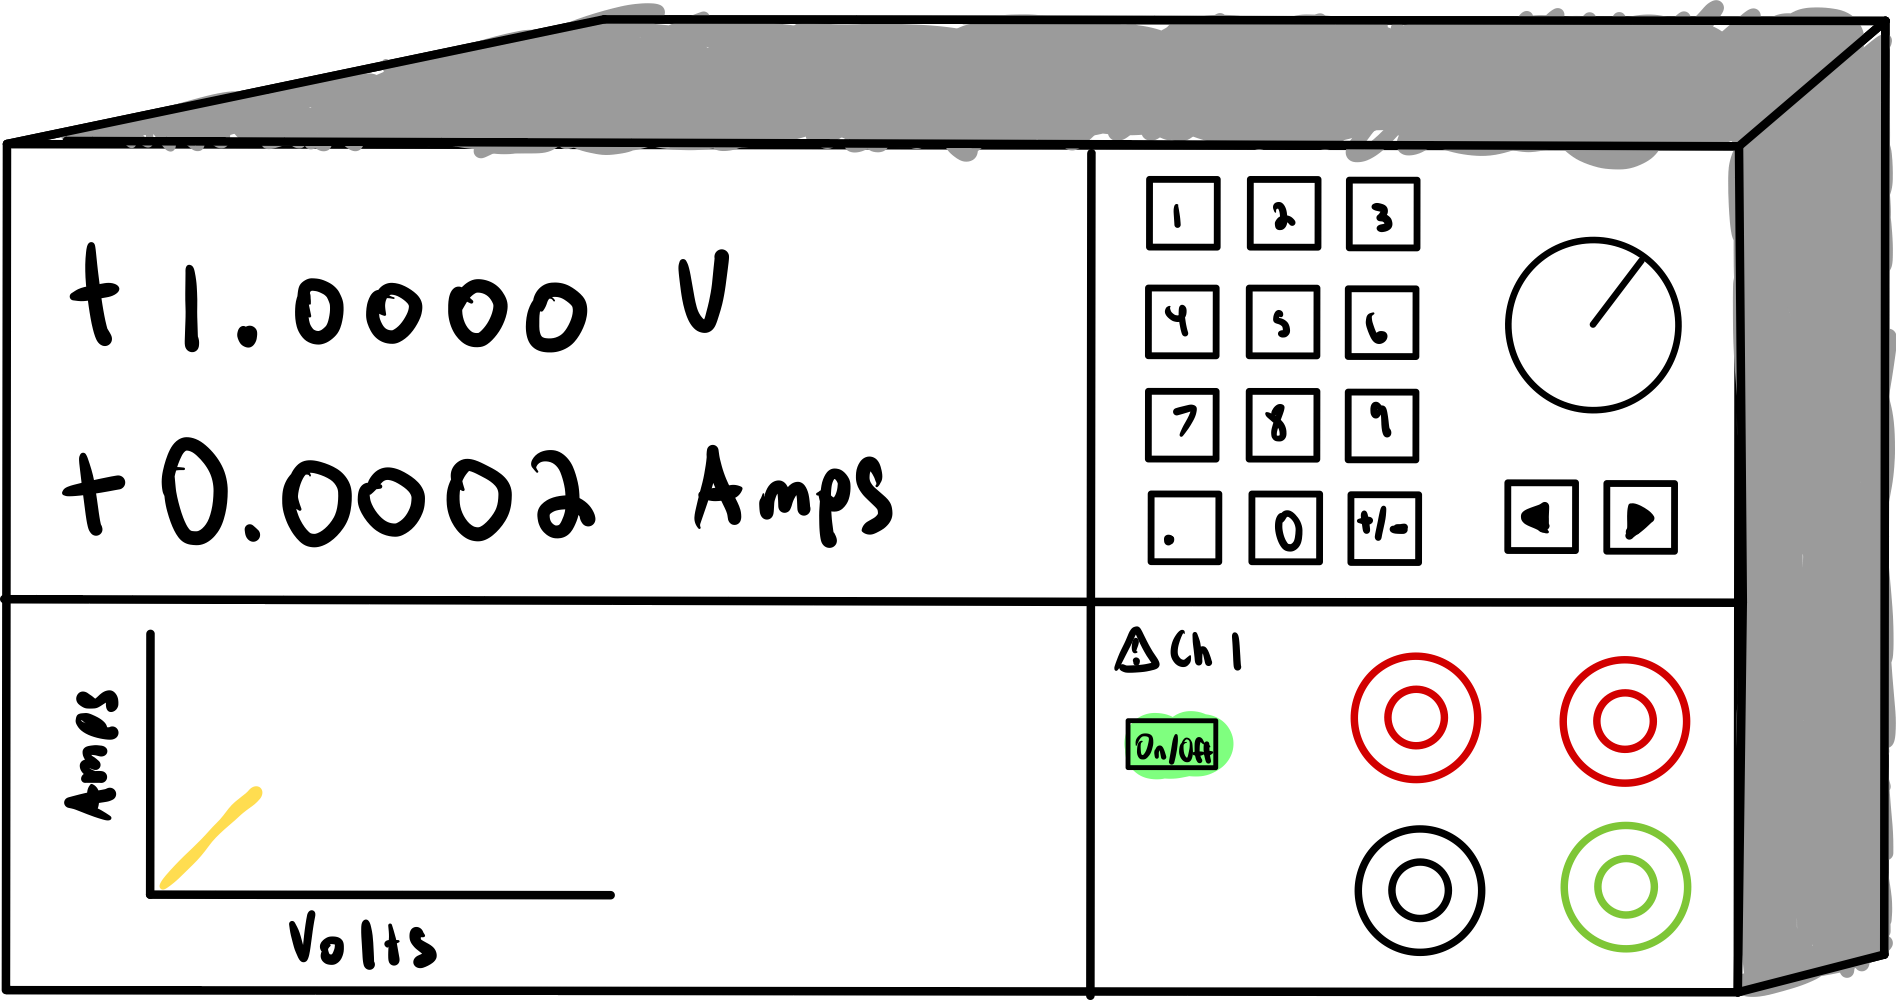 +1.0000 V
+0.0002 Amps
1 2 3
4 5 6
7 8 9
. 0 +/-
Amps
Volts
! Ch 1
On/Off